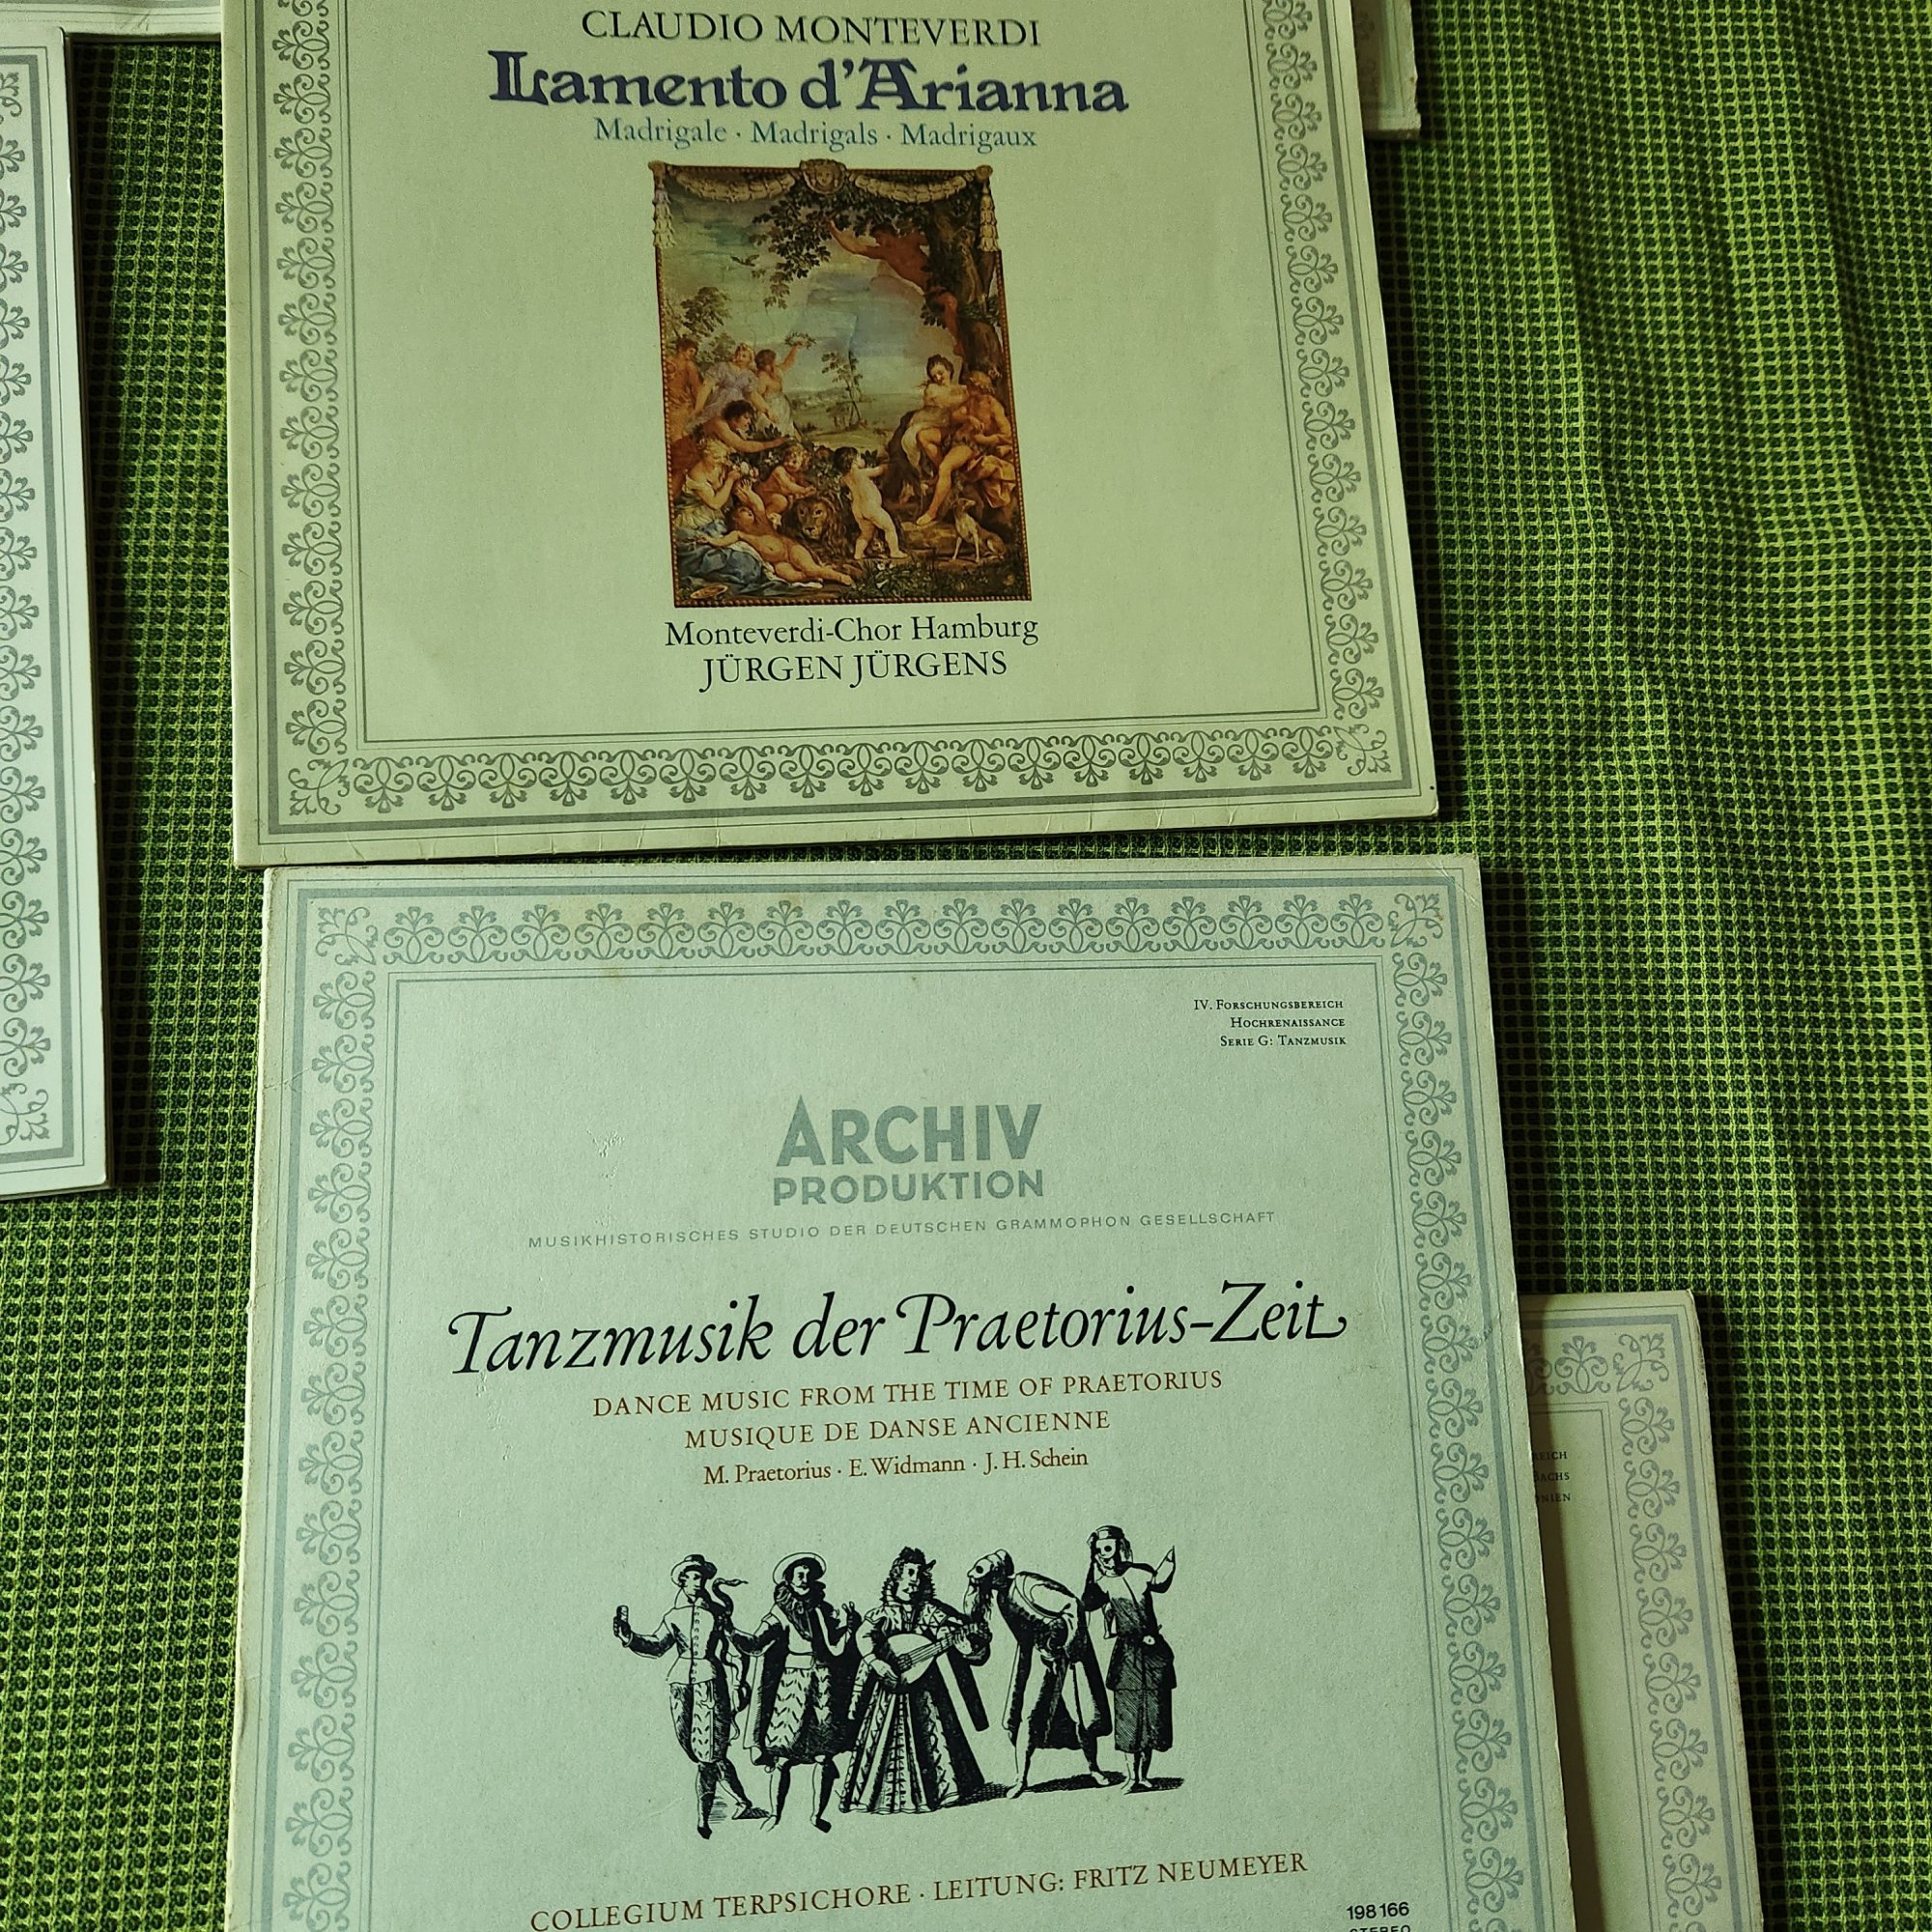 CLAUDIO MONTEVERDI
Lamento d'Arianna
Madrigale · Madrigals · Madrigaux
Monteverdi-Chor Hamburg
JÜRGEN JÜRGENS
IV. FORSCHUNGSBEREICH
HOCHRENAISSANCE
SERIE G: TANZMUSIK
ARCHIV
PRODUKTION
MUSIKHISTORISCHES STUDIO DER DEUTSCHEN GRAMMOPHON GESELLSCHAFT
Tanzmusik der Praetorius-Zeit
DANCE MUSIC FROM THE TIME OF PRAETORIUS
MUSIQUE DE DANSE ANCIENNE
M. Praetorius · E. Widmann · J. H. Schein
COLLEGIUM TERPSICHORE · LEITUNG: FRITZ NEUMEYER
198 166
STEREO